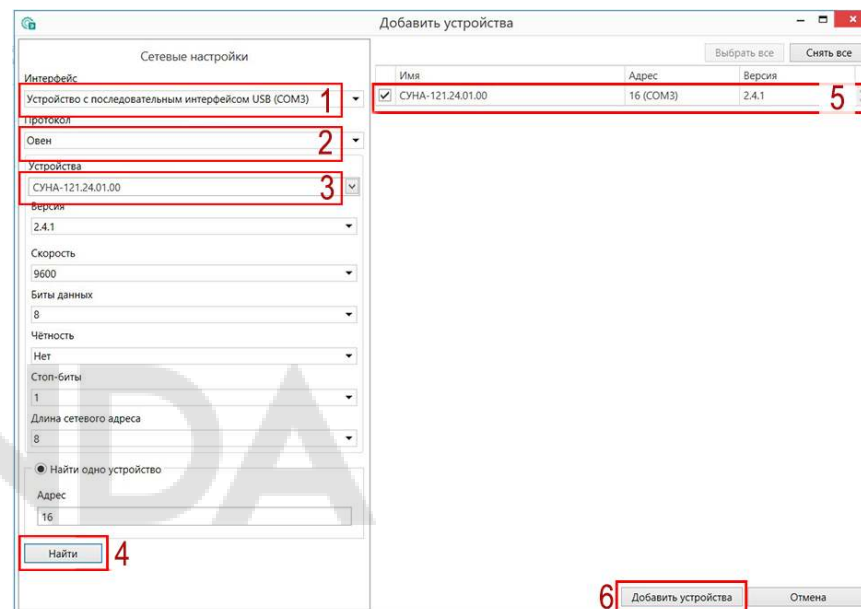 Добавить устройства
Сетевые настройки
Интерфейс
Устройство с последовательным интерфейсом USB (COM3) 1
Протокол
Овен 2
Устройства
СУНА-121.24.01.00 3
Версия
2.4.1
Скорость
9600
Биты данных
8
Чётность
Нет
Стоп-биты
1
Длина сетевого адреса
8
Найти одно устройство
Адрес
16
Найти 4
Выбрать все Снять все
Имя Адрес Версия
СУНА-121.24.01.00 16 (COM3) 2.4.1 5
6 Добавить устройства Отмена